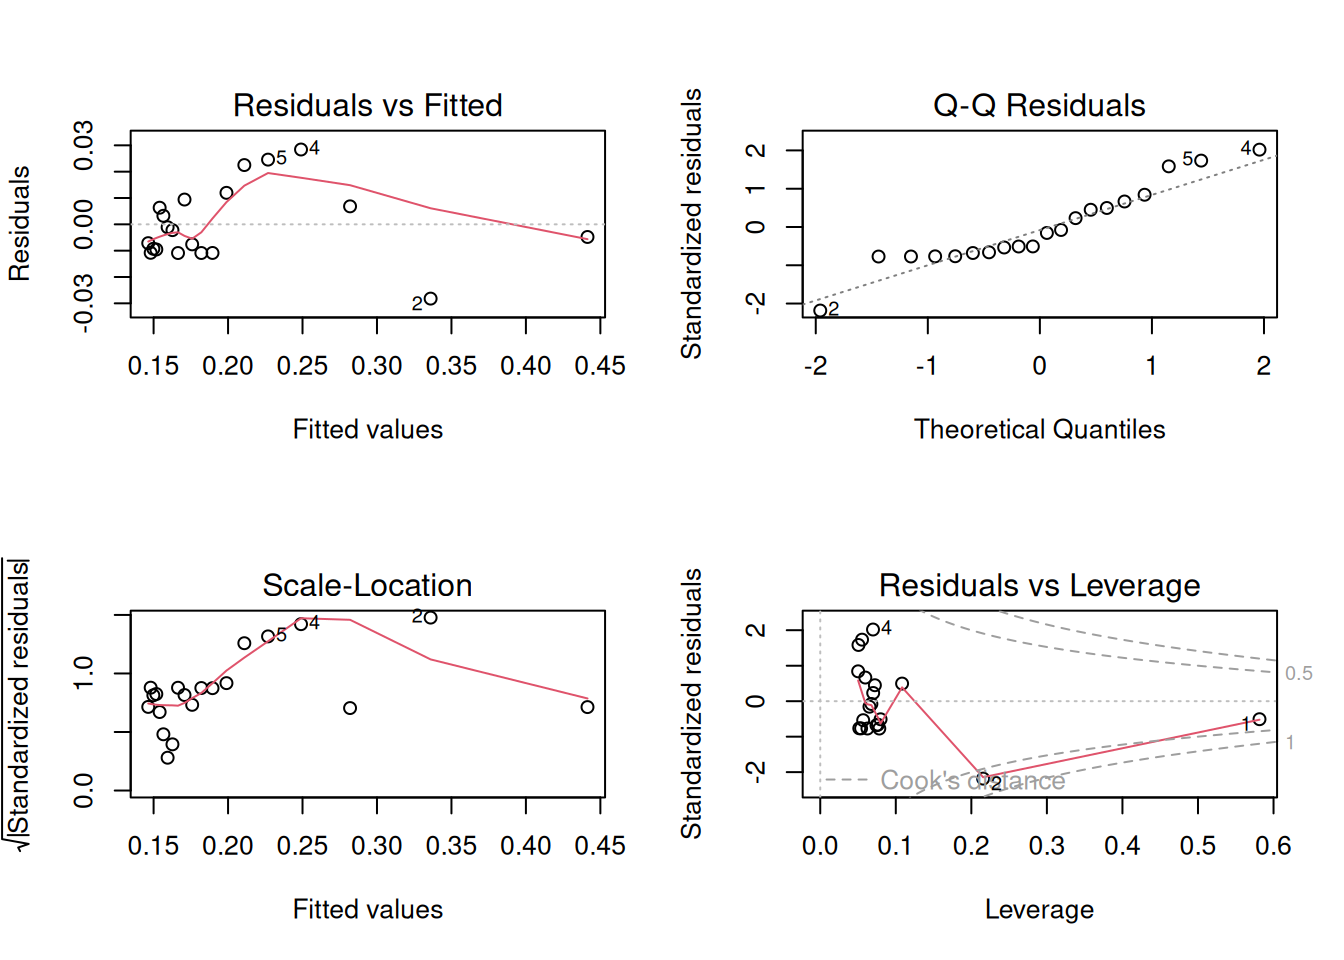 Residuals vs Fitted
Residuals
0.03
0.00
-0.03
5
4
2
0.15 0.20 0.25 0.30 0.35 0.40 0.45
Fitted values
Q-Q Residuals
Standardized residuals
2
1
0
-2
2
5
4
-2 -1 0 1 2
Theoretical Quantiles
Scale-Location
√|Standardized residuals|
1.0
0.0
5
4
2
0.15 0.20 0.25 0.30 0.35 0.40 0.45
Fitted values
Residuals vs Leverage
Standardized residuals
2
0
-2
4
2
1
0.5
1
Cook's distance
0.0 0.1 0.2 0.3 0.4 0.5 0.6
Leverage